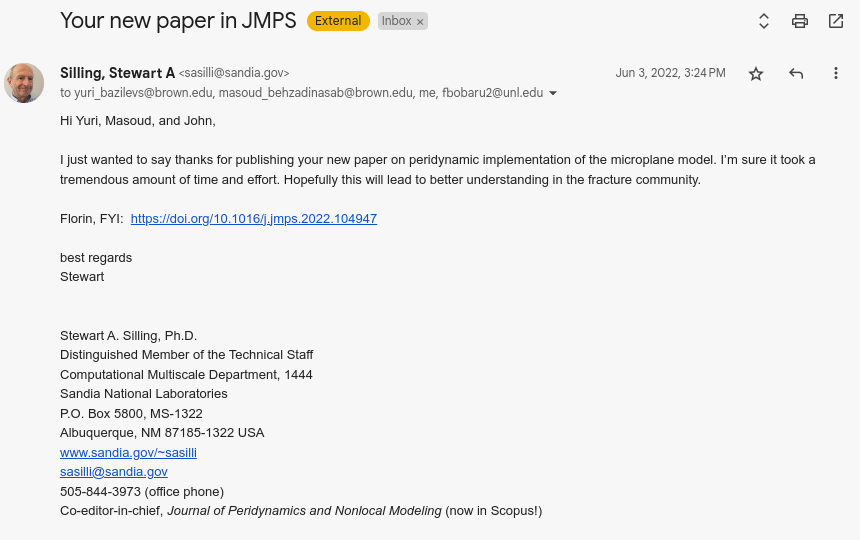 Your new paper in JMPS External Inbox ×
Silling, Stewart A <sasilli@sandia.gov> Jun 3, 2022, 3:24 PM
to yuri_bazilevs@brown.edu, masoud_behzadinasab@brown.edu, me, fbobaru2@unl.edu
Hi Yuri, Masoud, and John,
I just wanted to say thanks for publishing your new paper on peridynamic implementation of the microplane model. I'm sure it took a
tremendous amount of time and effort. Hopefully this will lead to better understanding in the fracture community.
Florin, FYI: https://doi.org/10.1016/j.jmps.2022.104947
best regards
Stewart
Stewart A. Silling, Ph.D.
Distinguished Member of the Technical Staff
Computational Multiscale Department, 1444
Sandia National Laboratories
P.O. Box 5800, MS-1322
Albuquerque, NM 87185-1322 USA
www.sandia.gov/~sasilli
sasilli@sandia.gov
505-844-3973 (office phone)
Co-editor-in-chief, Journal of Peridynamics and Nonlocal Modeling (now in Scopus!)